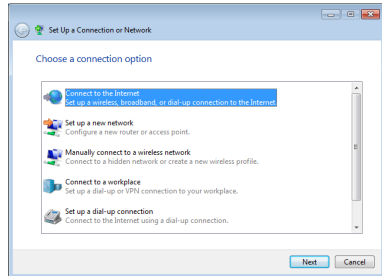 Set Up a Connection or Network
Choose a connection option
Connect to the Internet
Set up a wireless, broadband, or dial-up connection to the Internet.
Set up a new network
Configure a new router or access point.
Manually connect to a wireless network
Connect to a hidden network or create a new wireless profile.
Connect to a workplace
Set up a dial-up or VPN connection to your workplace.
Set up a dial-up connection
Connect to the Internet using a dial-up connection.
Next
Cancel